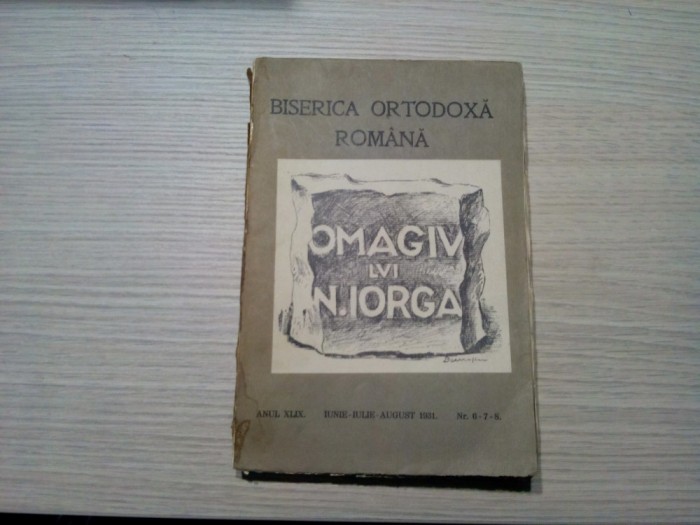 BISERICA ORTODOXĂ
ROMÂNĂ
OMAGIV
LVI
N.IORGA
ANUL XLIX. IUNIE-IULIE-AUGUST 1931. Nr. 6-7-8.